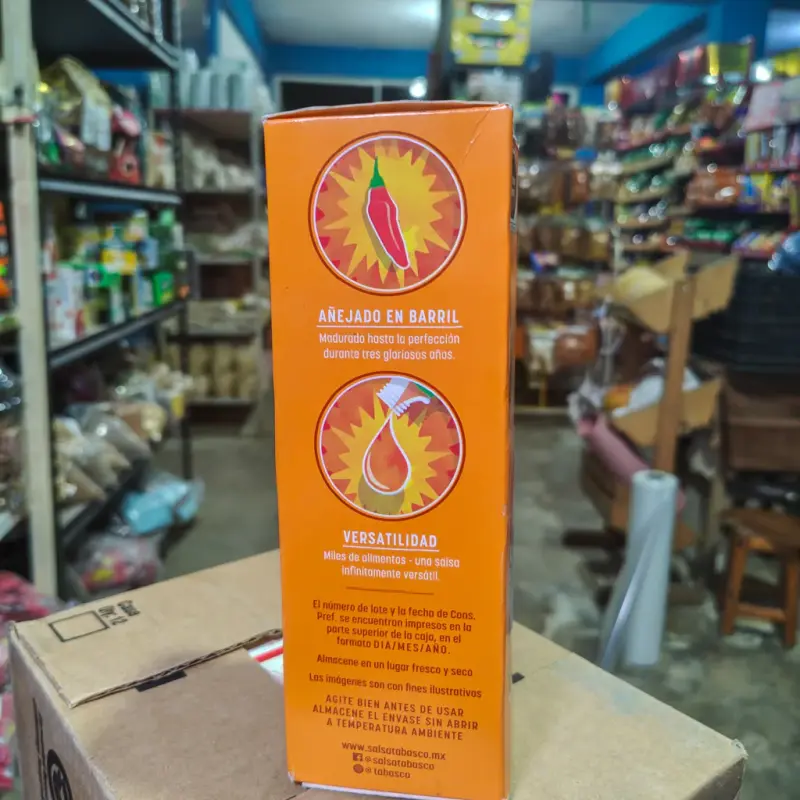 AÑEJADO EN BARRIL
Madurado hasta la perfección
durante tres gloriosos años.
VERSATILIDAD
Miles de alimentos - una salsa
infinitamente versátil.
El número de lote y la fecha de Cons.
Pref. se encuentran impresos en la
parte superior de la caja, en el
formato DIA/MES/AÑO.
Almacene en un lugar fresco y seco
Las imágenes son con fines ilustrativos
AGITE BIEN ANTES DE USAR
ALMACENE EL ENVASE SIN ABRIR
A TEMPERATURA AMBIENTE
www.salsatabasco.mx
@salsatabasco
@tabasco